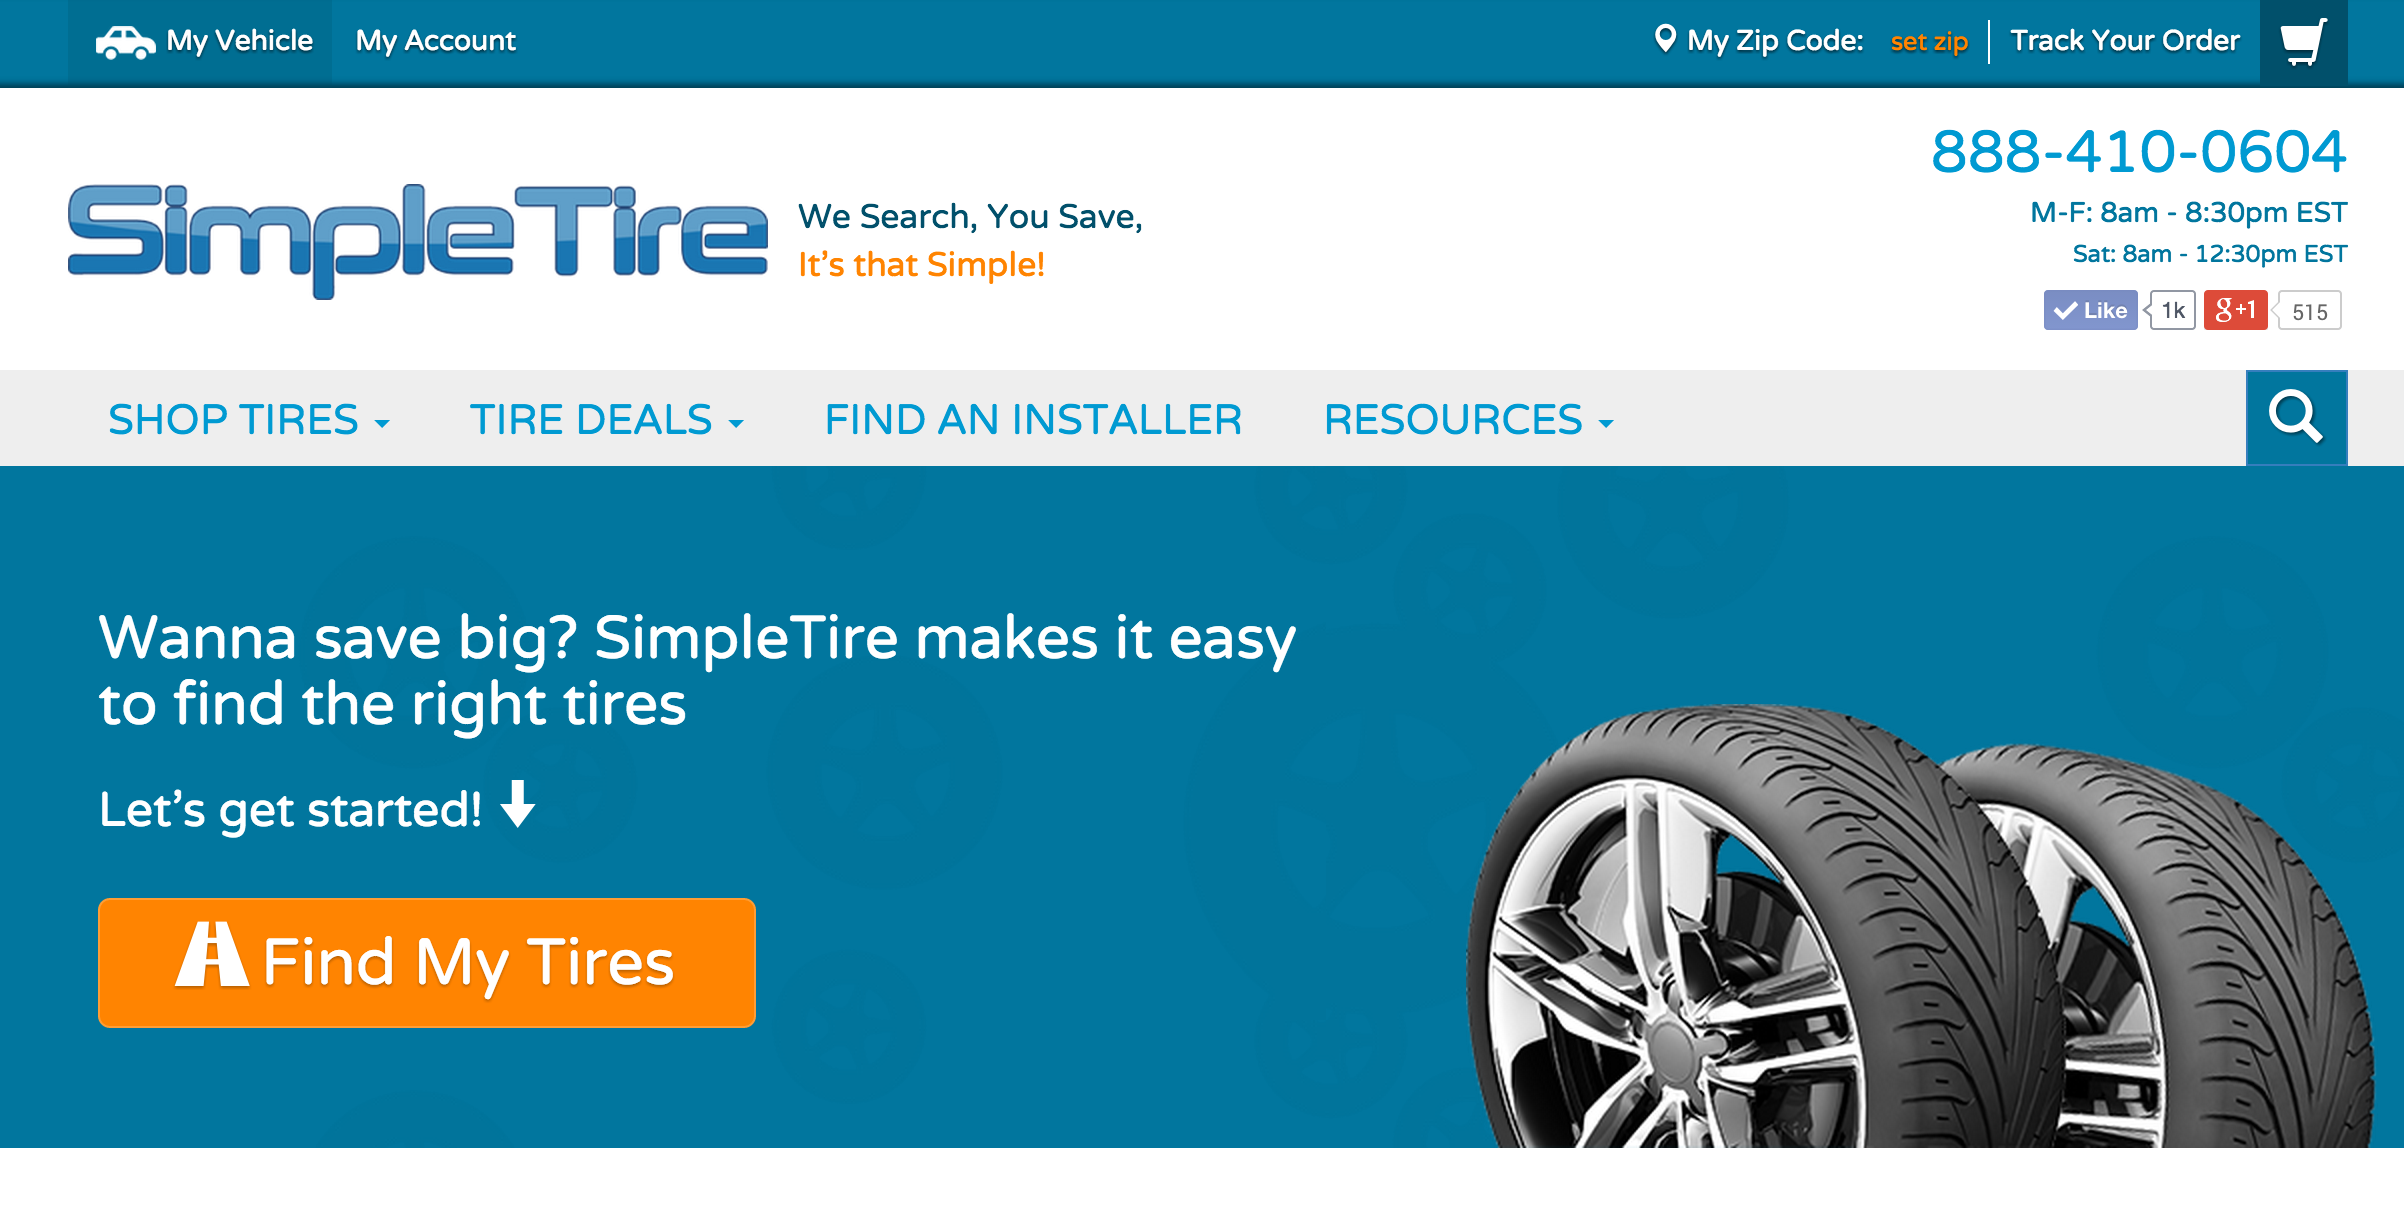 My Vehicle My Account My Zip Code: set zip Track Your Order
888-410-0604
SimpleTire We Search, You Save,
It's that Simple!
M-F: 8am - 8:30pm EST
Sat: 8am - 12:30pm EST
Like 1k g+1 515
SHOP TIRES TIRE DEALS FIND AN INSTALLER RESOURCES
Wanna save big? SimpleTire makes it easy
to find the right tires
Let's get started!
Find My Tires